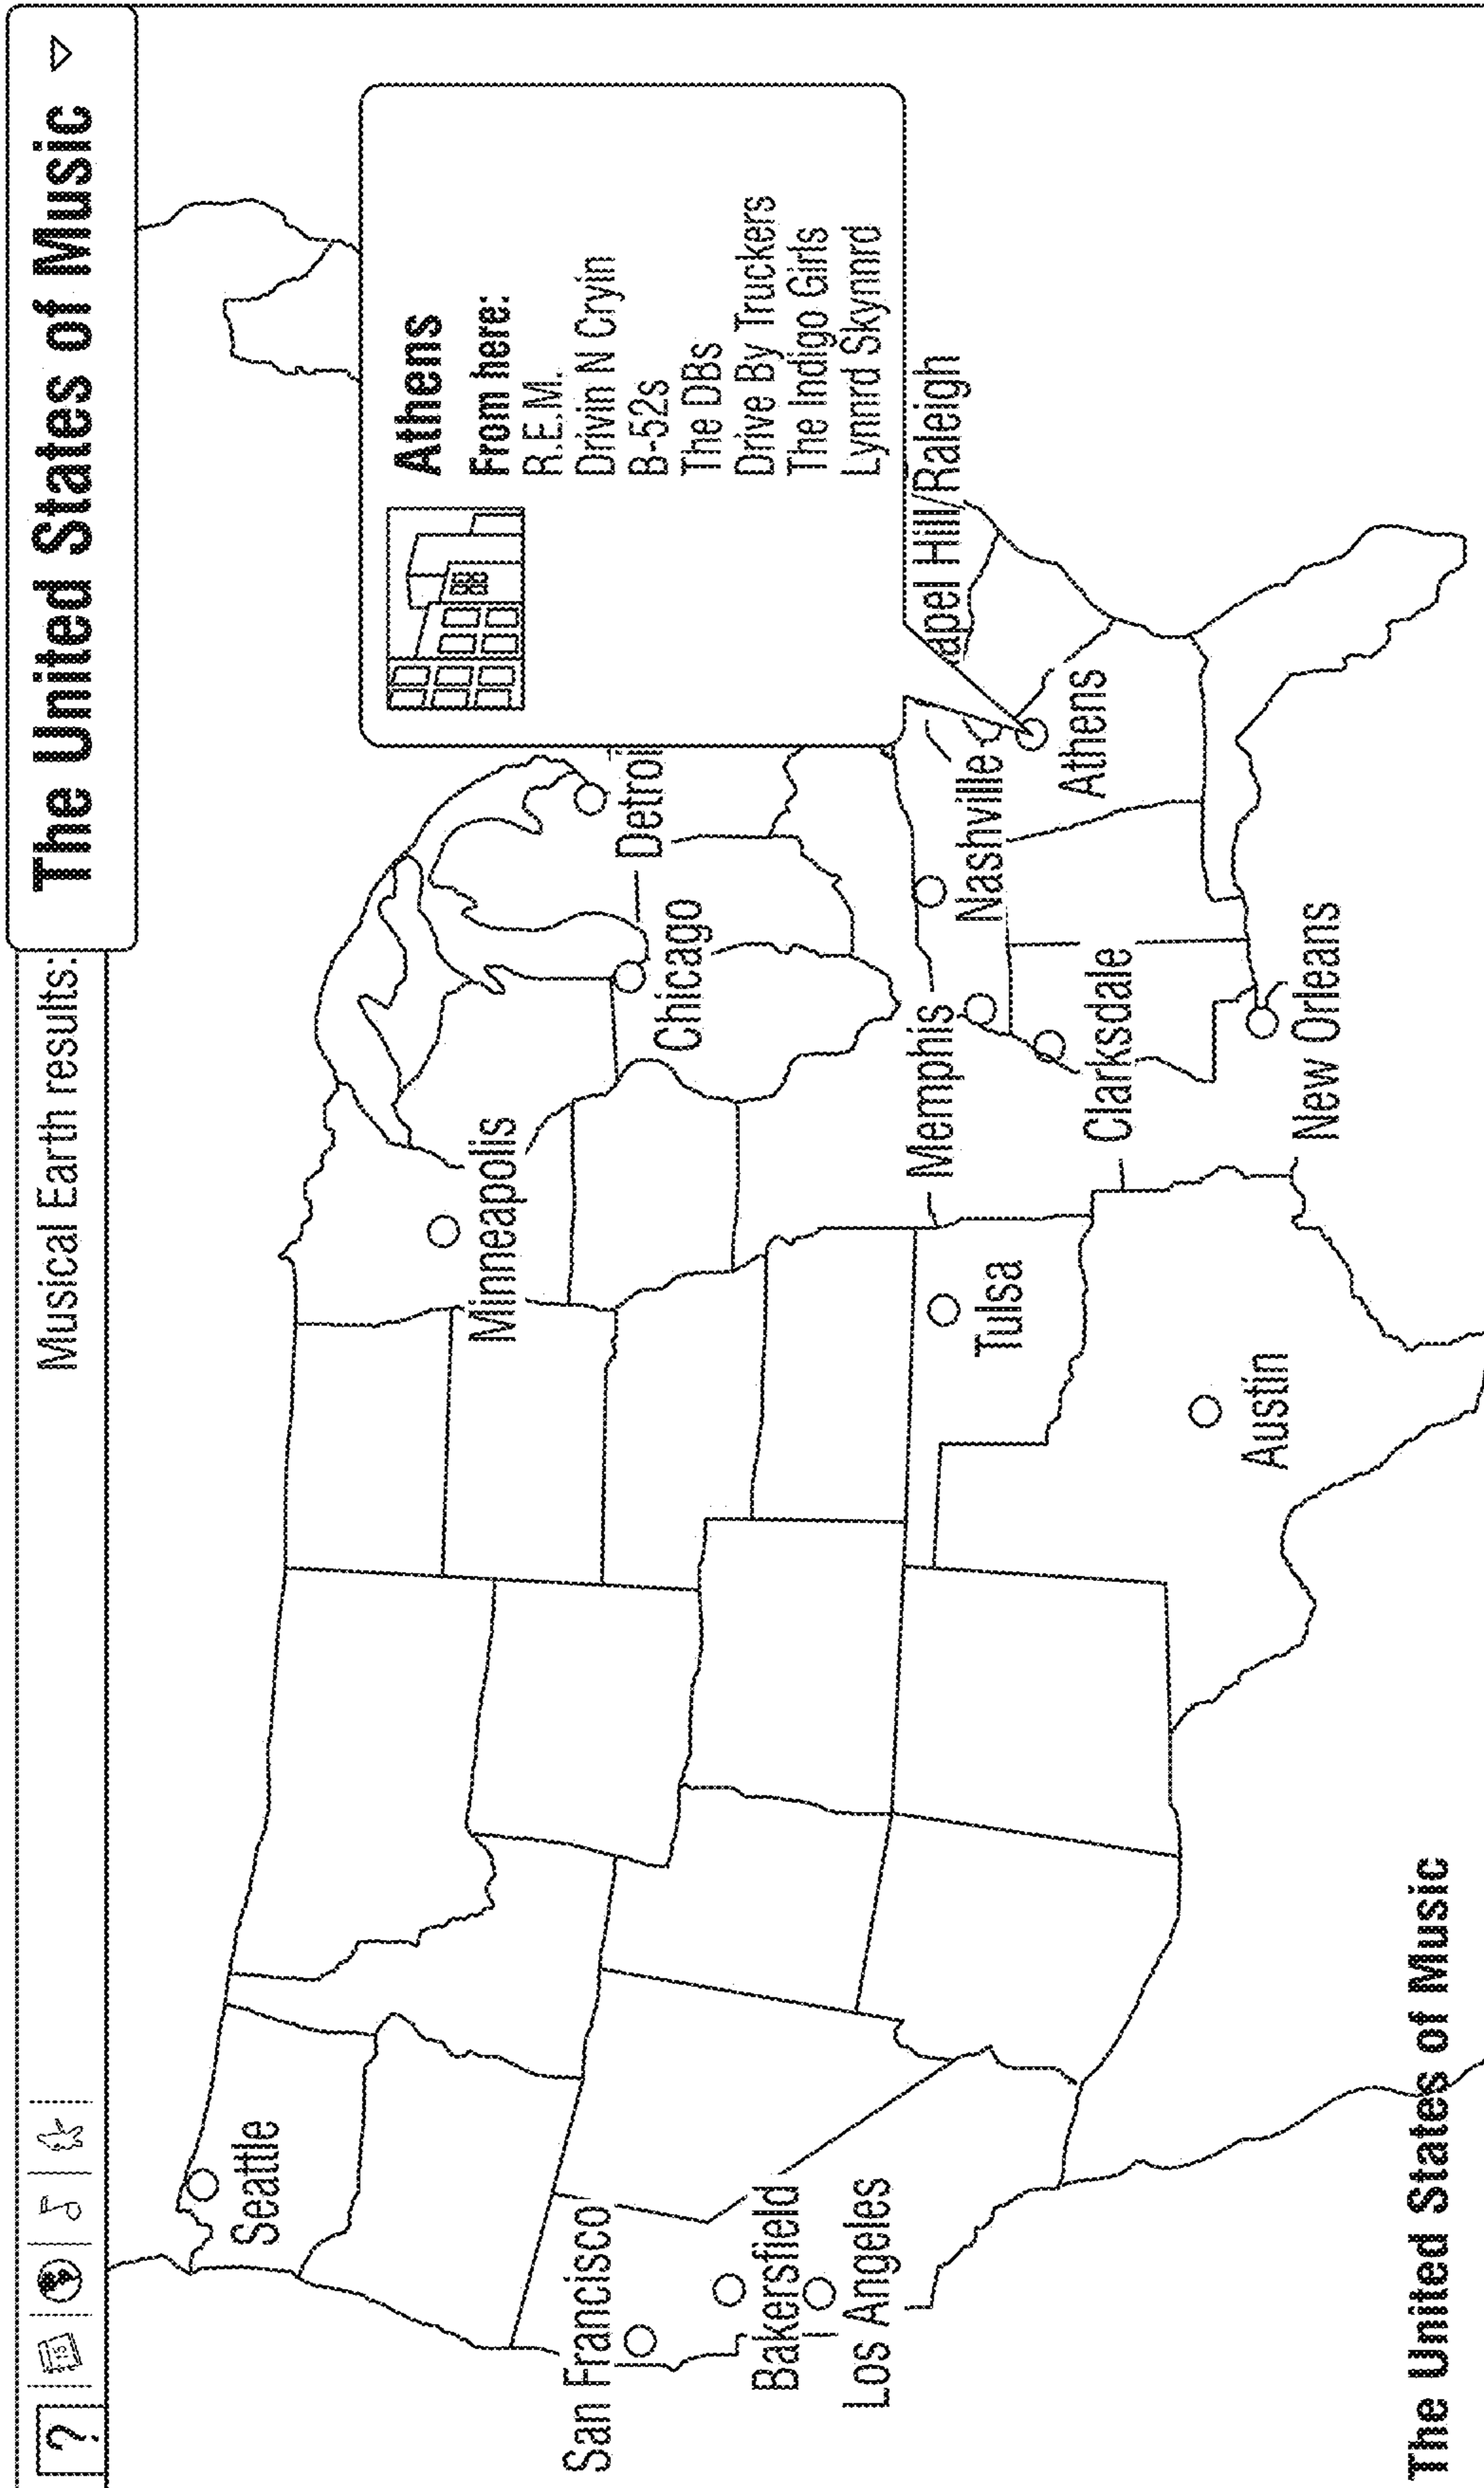 ?
15
Musical Earth results:
The United States of Music
Seattle
Minneapolis
Athens
From here:
R.E.M.
Drivin N Cryin
B-52s
The DBs
Drive By Truckers
The Indigo Girls
Lynnrd Skynnrd
San Francisco
Detroi
Chicago
Bakersfield
Los Angeles
Memphis
Nashville
apel Hill/Raleigh
Tulsa
Clarksdale
Athens
Austin
New Orleans
The United States of Music